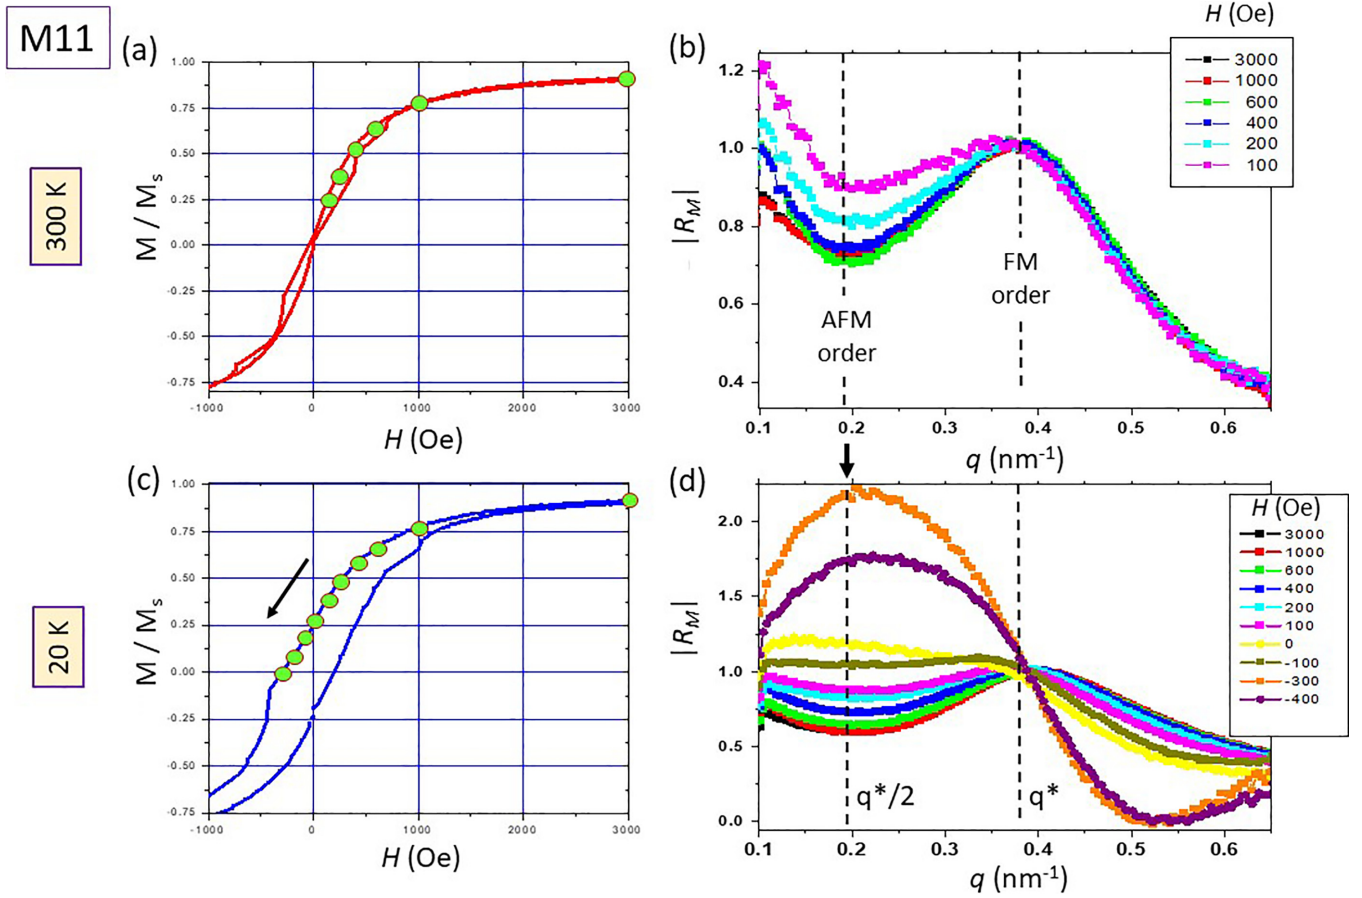 M11
(a)
300 K
M / Ms
1.00
0.75
0.50
0.25
0.00
-0.25
-0.50
-0.75
-1000
0
1000
2000
3000
H (Oe)
(b)
H (Oe)
3000
1000
600
400
200
100
|RM|
1.2
1.0
0.8
0.6
0.4
AFM
order
FM
order
0.1
0.2
0.3
0.4
0.5
0.6
q (nm-1)
(c)
20 K
M / Ms
1.00
0.75
0.50
0.25
0.00
-0.25
-0.50
-0.75
-1000
0
1000
2000
3000
H (Oe)
(d)
H (Oe)
3000
1000
600
400
200
100
0
-100
-300
-400
|RM|
2.0
1.5
1.0
0.5
0.0
q*/2
q*
0.1
0.2
0.3
0.4
0.5
0.6
q (nm-1)